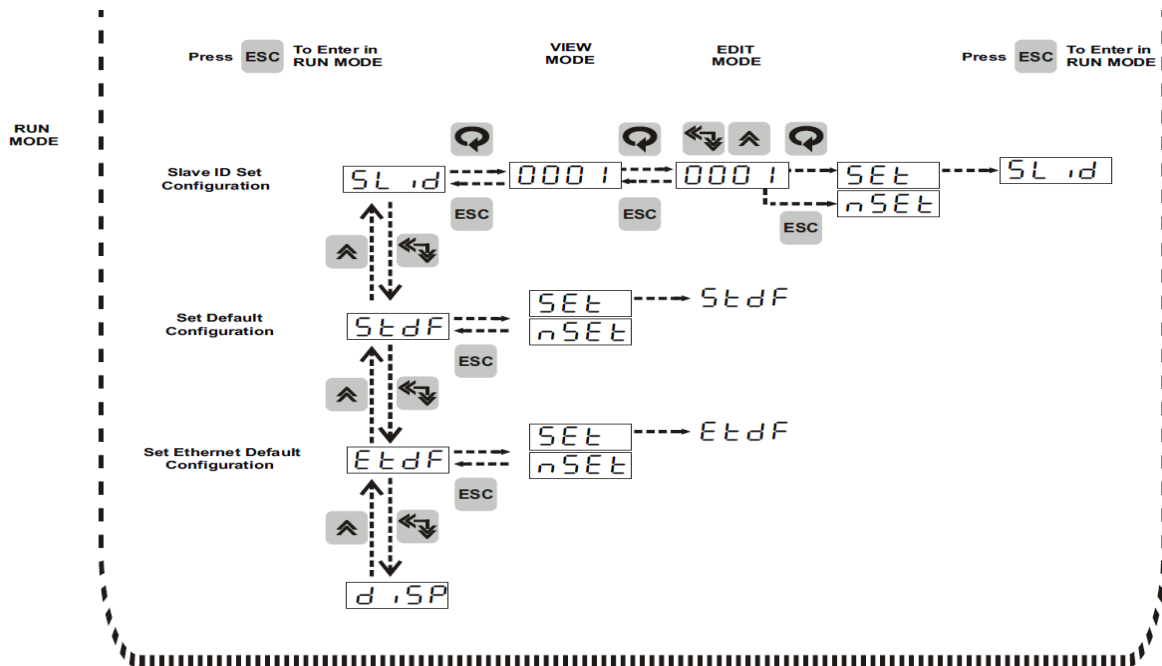 Press ESC To Enter in
RUN MODE
VIEW
MODE
EDIT
MODE
Press ESC To Enter in
RUN MODE
RUN
MODE
Slave ID Set
Configuration
SL id
0001
0001
SEt
nSEt
SL id
ESC
ESC
ESC
Set Default
Configuration
StdF
SEt
nSEt
StdF
ESC
Set Ethernet Default
Configuration
EtdF
SEt
nSEt
EtdF
ESC
diSP